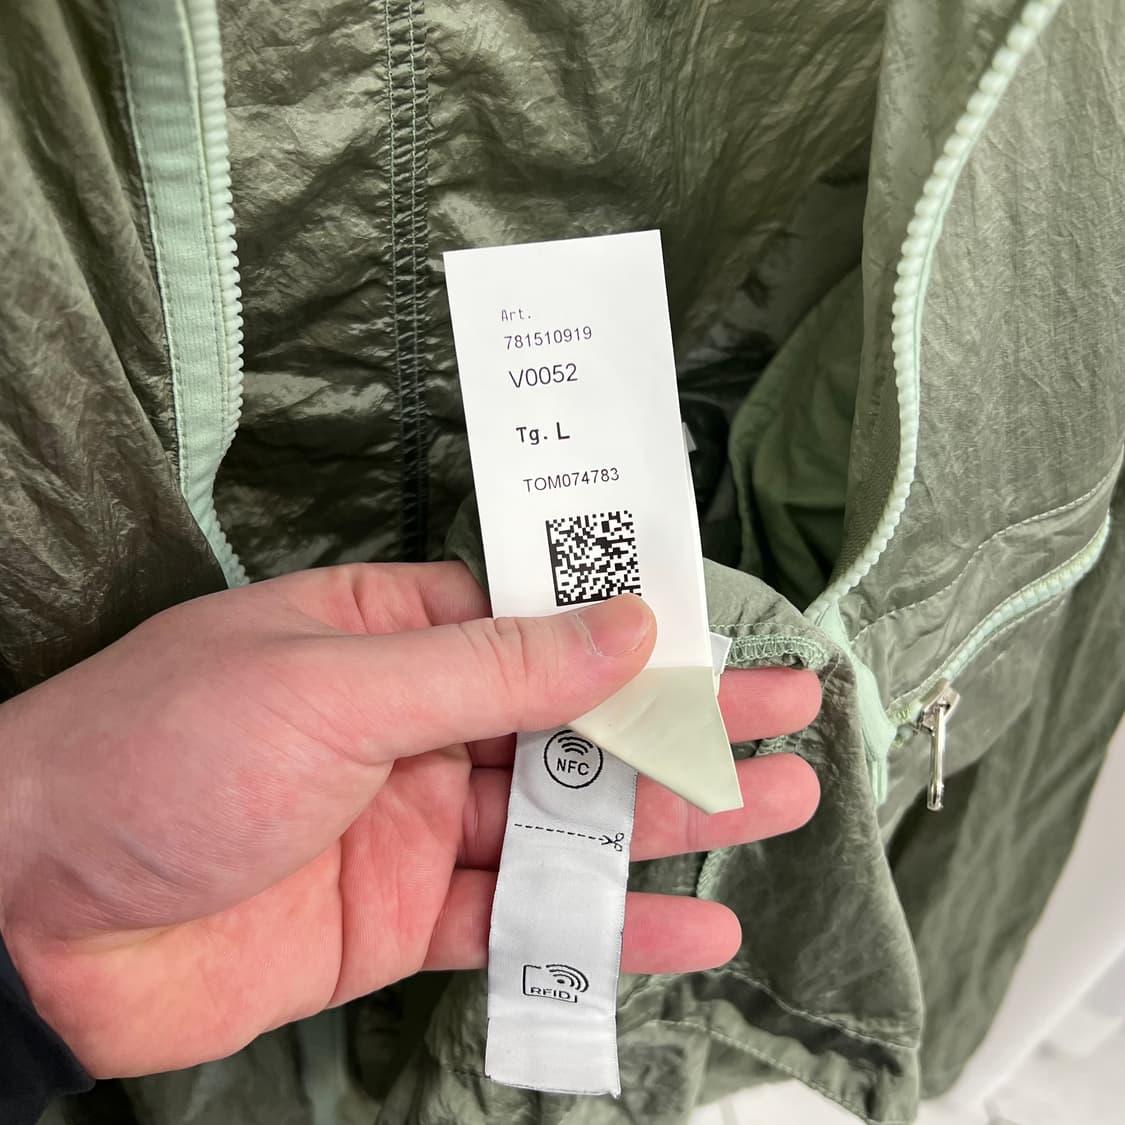 Art.
781510919
V0052
Tg. L
TOM074783
NFC
RFID